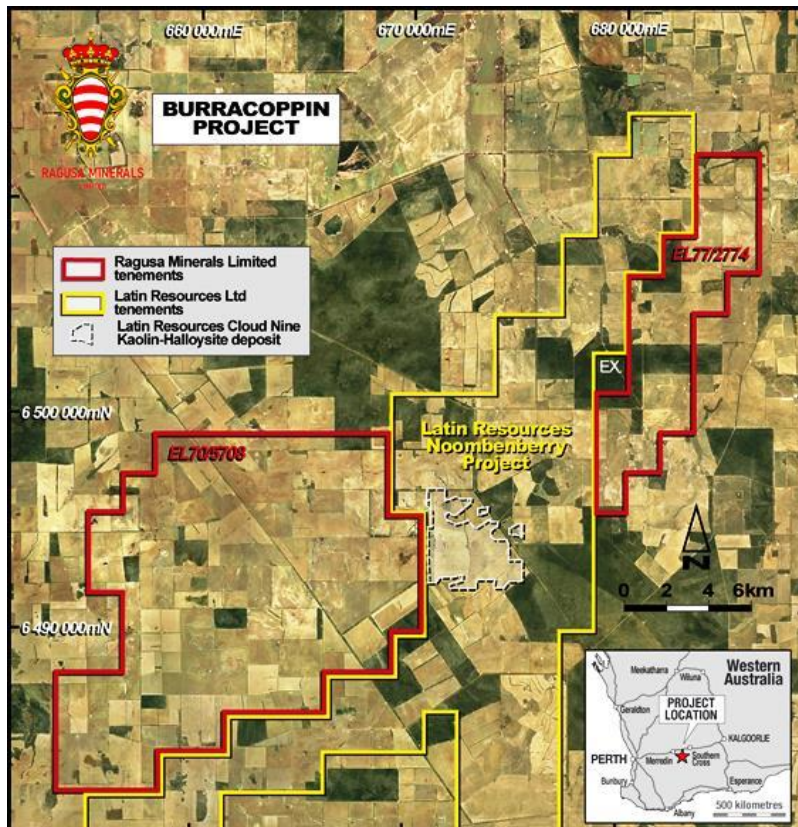 660 000mE
670 000mE
680 000mE
RAGUSA MINERALS
LIMITED
BURRACOPPIN
PROJECT
Ragusa Minerals Limited
tenements
Latin Resources Ltd
tenements
Latin Resources Cloud Nine
Kaolin-Halloysite deposit
EL77/2774
EX.
6 500 000mN
EL70/5708
Latin Resources
Noombenberry
Project
N
0 2 4 6km
6 490 000mN
Western
Australia
Meekatharra
Wiluna
PROJECT
LOCATION
Geraldton
KALGOORLIE
PERTH
Merredin
Southern
Cross
Bunbury
Esperance
Albany
500 kilometres